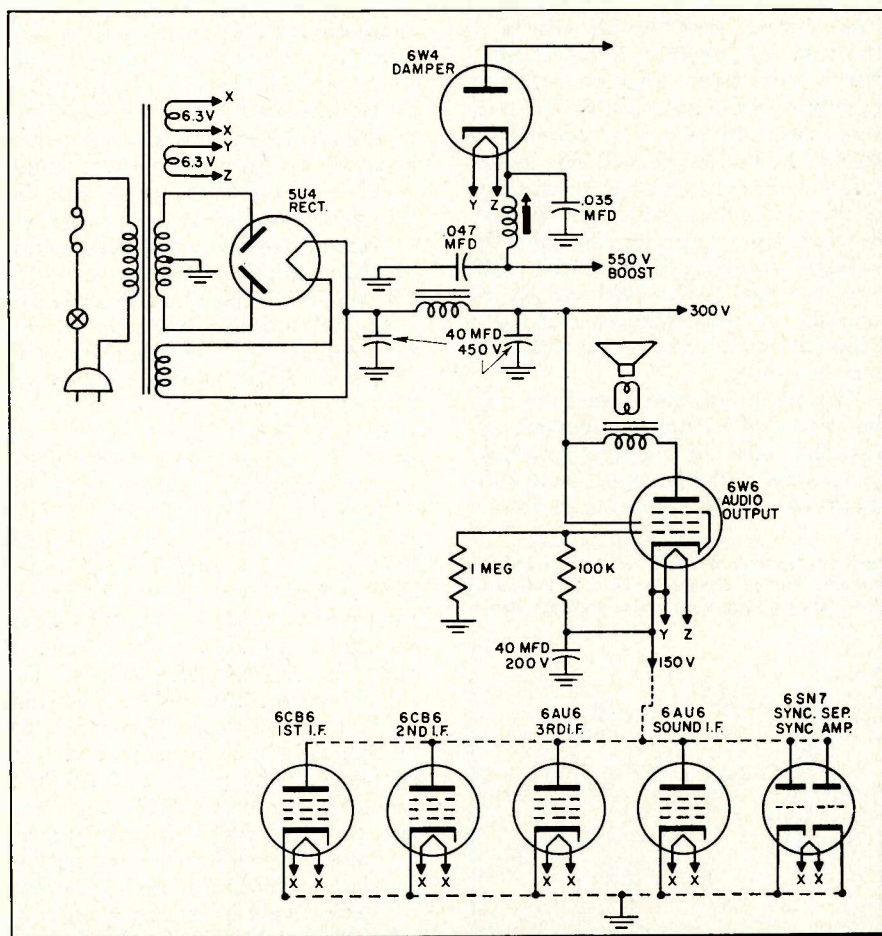 6W4
DAMPER
X
6.3V
X
Y
6.3V
Z
5U4
RECT.
Y Z
.035
MFD
.047
MFD
550 V
BOOST
300 V
40 MFD
450 V
6W6
AUDIO
OUTPUT
1 MEG
100K
Y Z
40 MFD
200 V
150 V
6CB6
1ST I.F.
6CB6
2ND I.F.
6AU6
3RD I.F.
6AU6
SOUND I.F.
6SN7
SYNC. SEP.
SYNC AMP.
X X
X X
X X
X X
X X